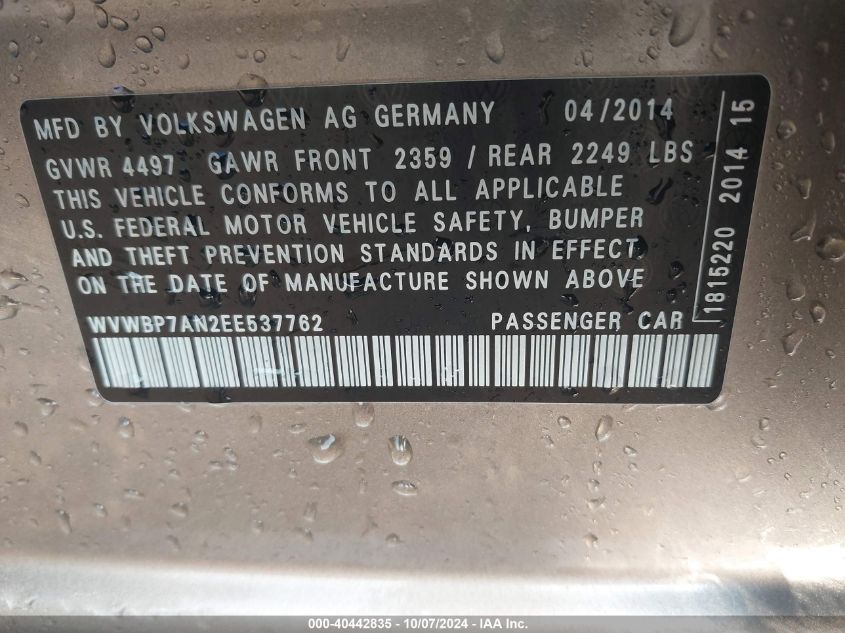 MFD BY VOLKSWAGEN AG GERMANY 04/2014
GVWR 4497 GAWR FRONT 2359 / REAR 2249 LBS
THIS VEHICLE CONFORMS TO ALL APPLICABLE
U.S. FEDERAL MOTOR VEHICLE SAFETY, BUMPER
AND THEFT PREVENTION STANDARDS IN EFFECT
ON THE DATE OF MANUFACTURE SHOWN ABOVE
WVWBP7AN2EE537762 PASSENGER CAR
1815220 2014 15
000-40442835 - 10/07/2024 - IAA Inc.